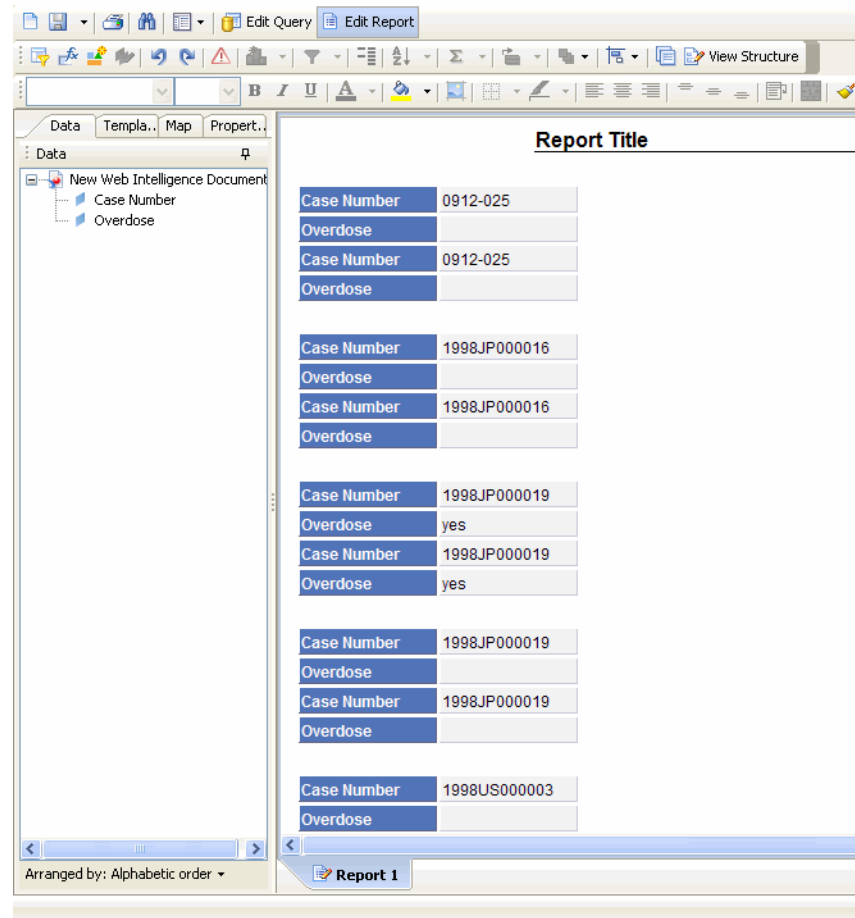 Edit Query Edit Report
View Structure
B I U A
Data Templa.. Map Propert..
Data
New Web Intelligence Document
Case Number
Overdose
Arranged by: Alphabetic order
Report Title
Case Number 0912-025
Overdose
Case Number 0912-025
Overdose
Case Number 1998JP000016
Overdose
Case Number 1998JP000016
Overdose
Case Number 1998JP000019
Overdose yes
Case Number 1998JP000019
Overdose yes
Case Number 1998JP000019
Overdose
Case Number 1998JP000019
Overdose
Case Number 1998US000003
Overdose
Report 1